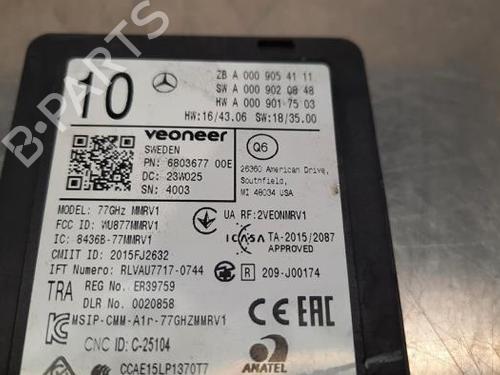 10
ZB A 000 905 41 11
SW A 000 902 08 48
HW A 000 901 75 03
HW:16/43.06 SW:18/35.00
veoneer
SWEDEN
PN: 6803677 00E
DC: 23W025
SN: 4003
Q6
26360 American Drive,
Southfield,
MI 48034 USA
MODEL: 77GHz MMRV1
FCC ID: WU877MMRV1
IC: 8436B-77MMRV1
CMIIT ID: 2015FJ2632
IFT Numero: RLVAU7717-0744
UA RF:2VEONMRV1
ICASA TA-2015/2087
APPROVED
R 209-J00174
TRA REG No: ER39759
DLR No: 0020858
CE EAC
MSIP-CMM-A1r-77GHZMMRV1
CNC ID: C-25104
CCAE15LP1370T7
ANATEL
B-PARTS